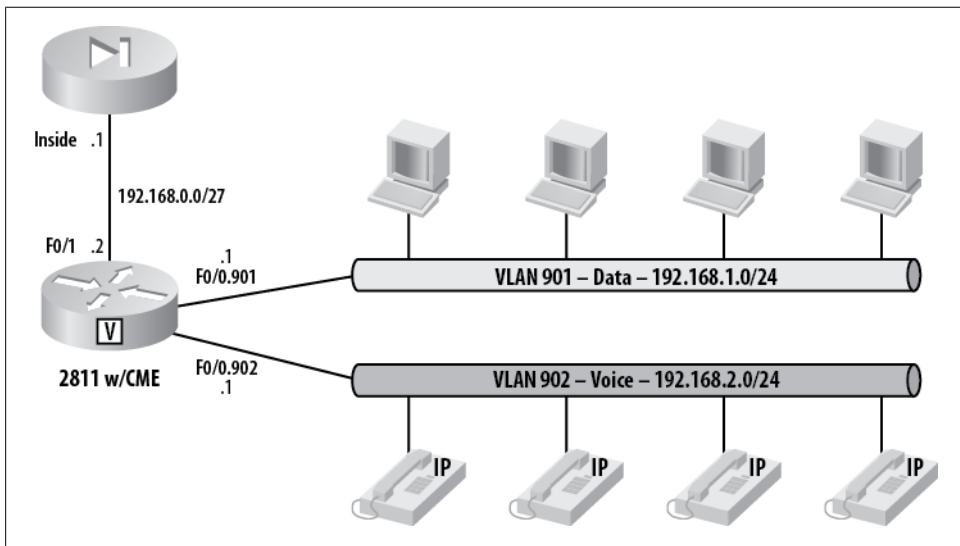 Inside .1
192.168.0.0/27
F0/1 .2
.1
F0/0.901
VLAN 901 – Data – 192.168.1.0/24
V
2811 w/CME
F0/0.902
.1
VLAN 902 – Voice – 192.168.2.0/24
IP
IP
IP
IP